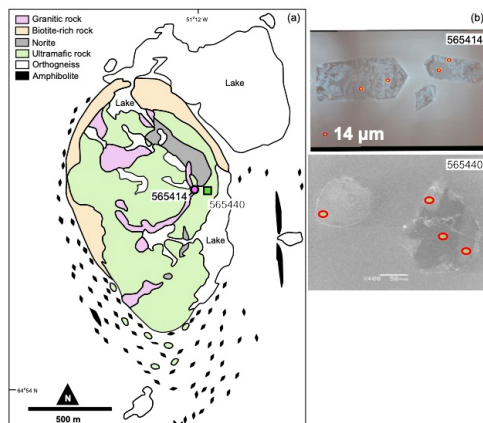 Granitic rock
Biotite-rich rock
Norite
Ultramafic rock
Orthogneiss
Amphibolite
51°12 W
(a)
Lake
Lake
565414
565440
Lake
64°54 N
N
500 m
(b)
565414
14 µm
565440